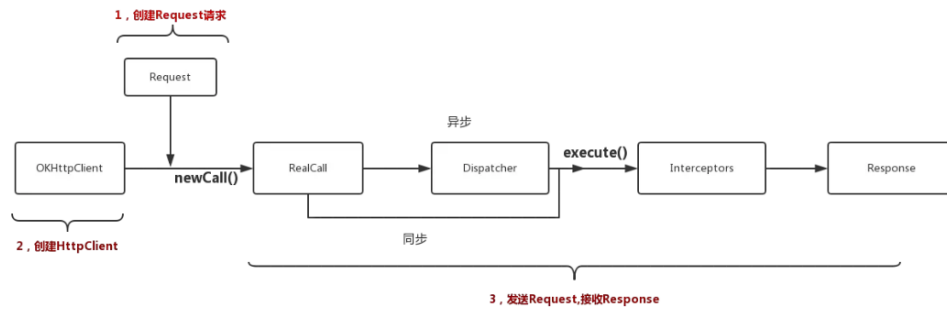 1，创建Request请求
Request
异步
OKHttpClient
newCall()
RealCall
Dispatcher
execute()
Interceptors
Response
2，创建HttpClient
同步
3，发送Request,接收Response